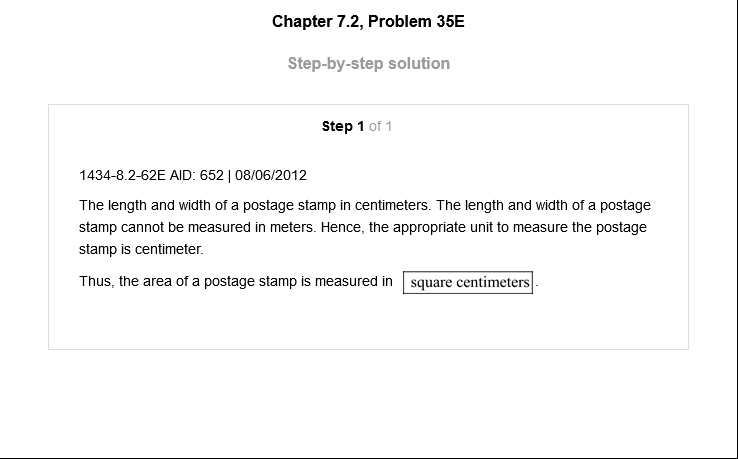 Chapter 7.2, Problem 35E
Step-by-step solution
Step 1 of 1
1434-8.2-62E AID: 652 | 08/06/2012
The length and width of a postage stamp in centimeters. The length and width of a postage
stamp cannot be measured in meters. Hence, the appropriate unit to measure the postage
stamp is centimeter.
Thus, the area of a postage stamp is measured in square centimeters.